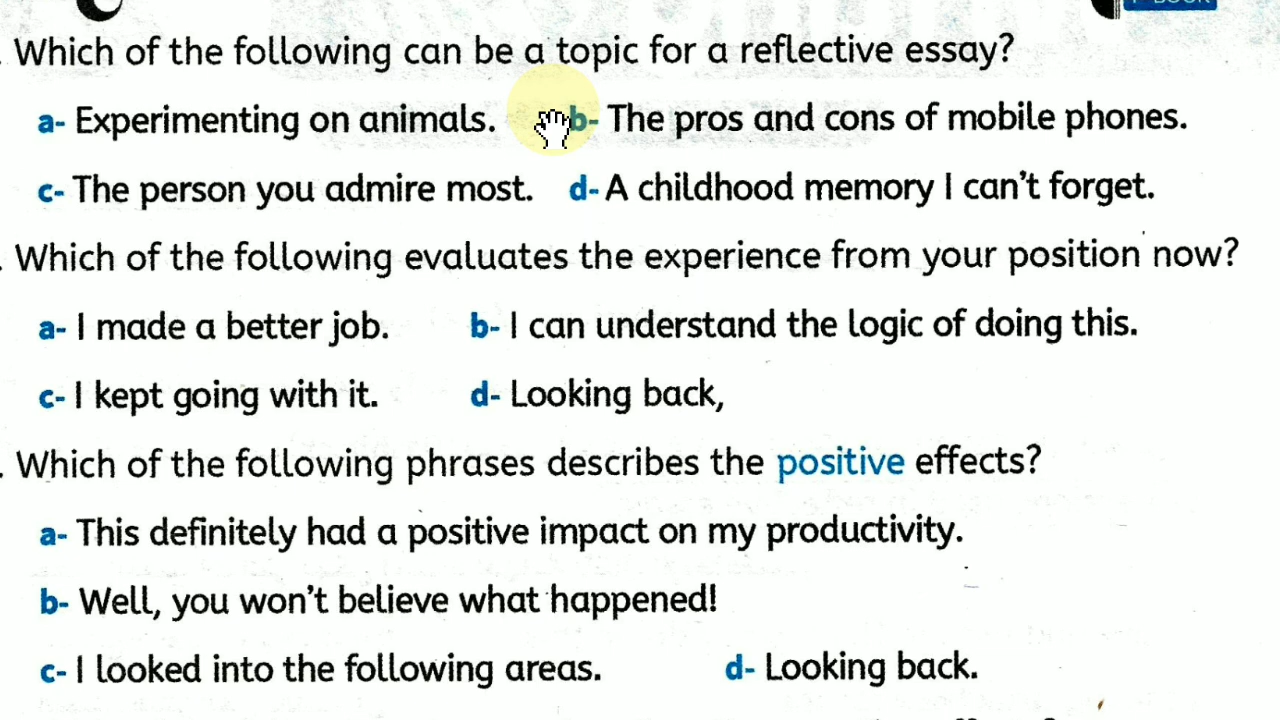 . Which of the following can be a topic for a reflective essay?
a- Experimenting on animals. b- The pros and cons of mobile phones.
c- The person you admire most. d- A childhood memory I can't forget.
. Which of the following evaluates the experience from your position now?
a- I made a better job. b- I can understand the logic of doing this.
c- I kept going with it. d- Looking back,
. Which of the following phrases describes the positive effects?
a- This definitely had a positive impact on my productivity.
b- Well, you won't believe what happened!
c- I looked into the following areas. d- Looking back.